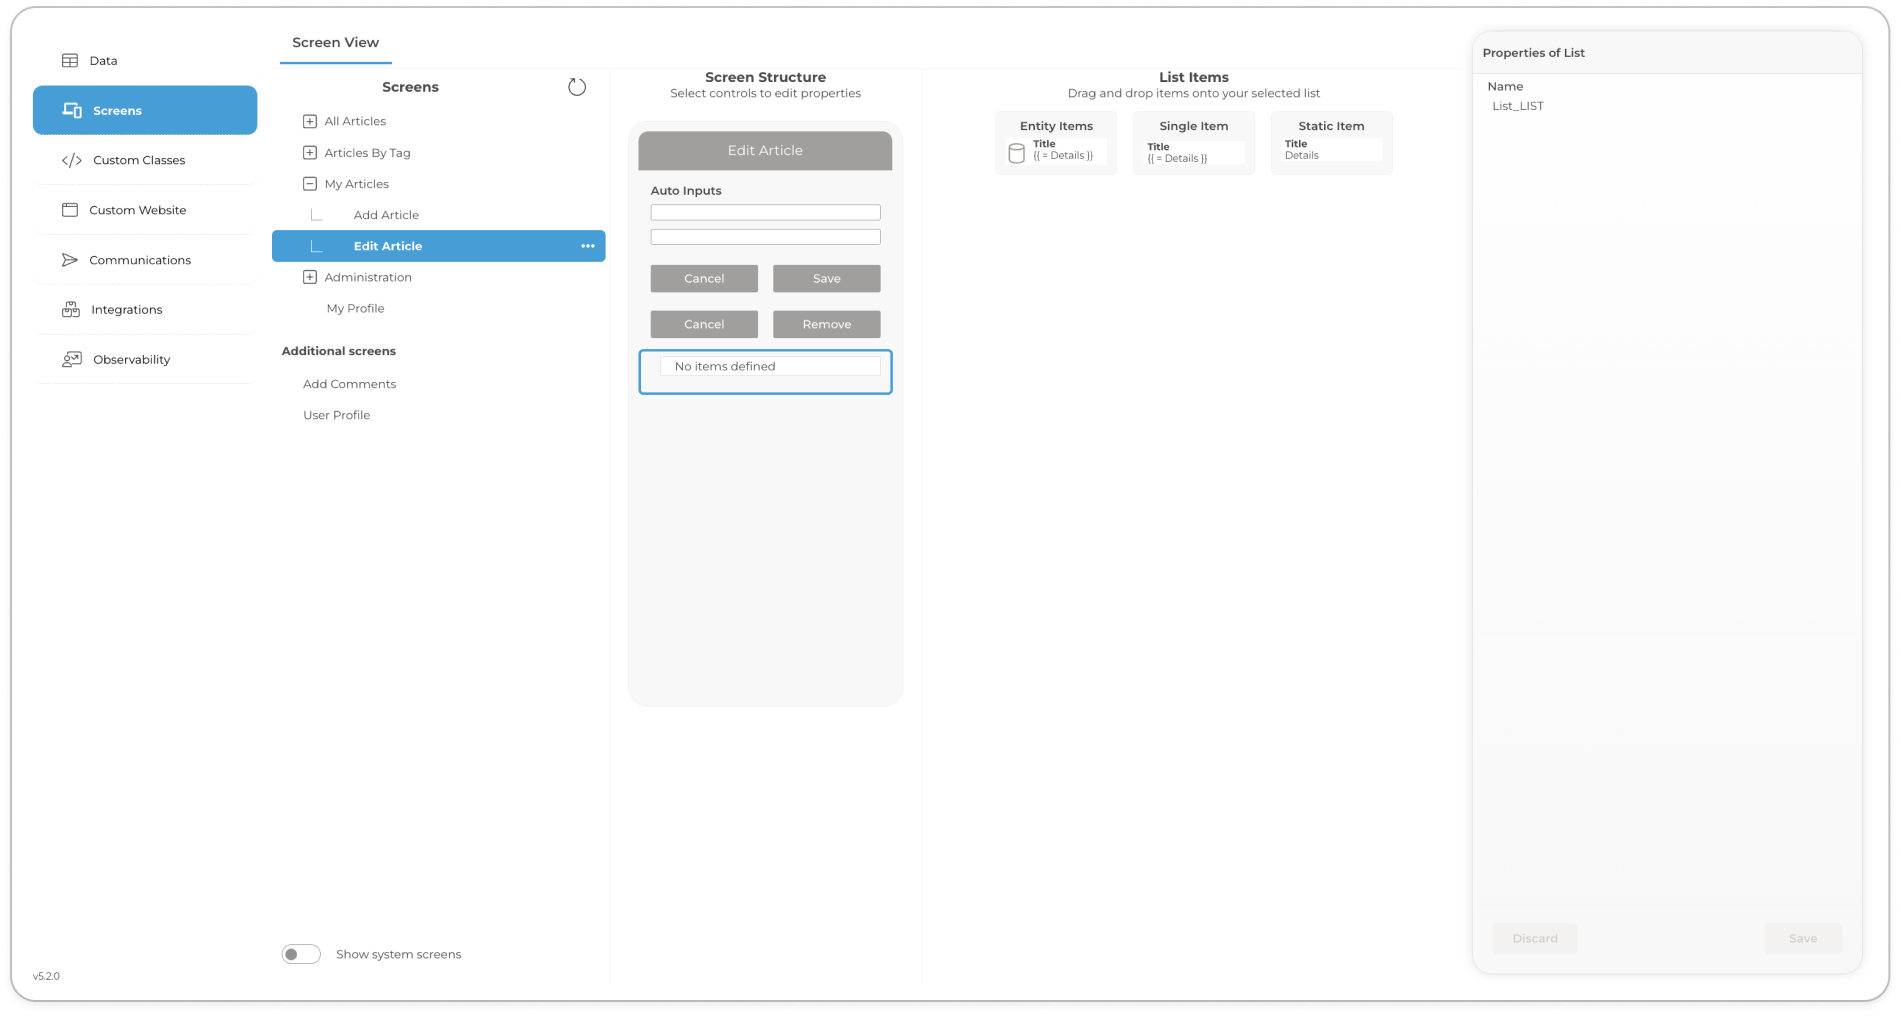 Data
Screens
Custom Classes
Custom Website
Communications
Integrations
Observability
v5.2.0
Screen View
Screens
All Articles
Articles By Tag
My Articles
Add Article
Edit Article
Administration
My Profile
Additional screens
Add Comments
User Profile
Show system screens
Screen Structure
Select controls to edit properties
Edit Article
Auto Inputs
Cancel Save
Cancel Remove
No items defined
List Items
Drag and drop items onto your selected list
Entity Items
Title
{{ = Details }}
Single Item
Title
{{ = Details }}
Static Item
Title
Details
Properties of List
Name
List_LIST
Discard Save